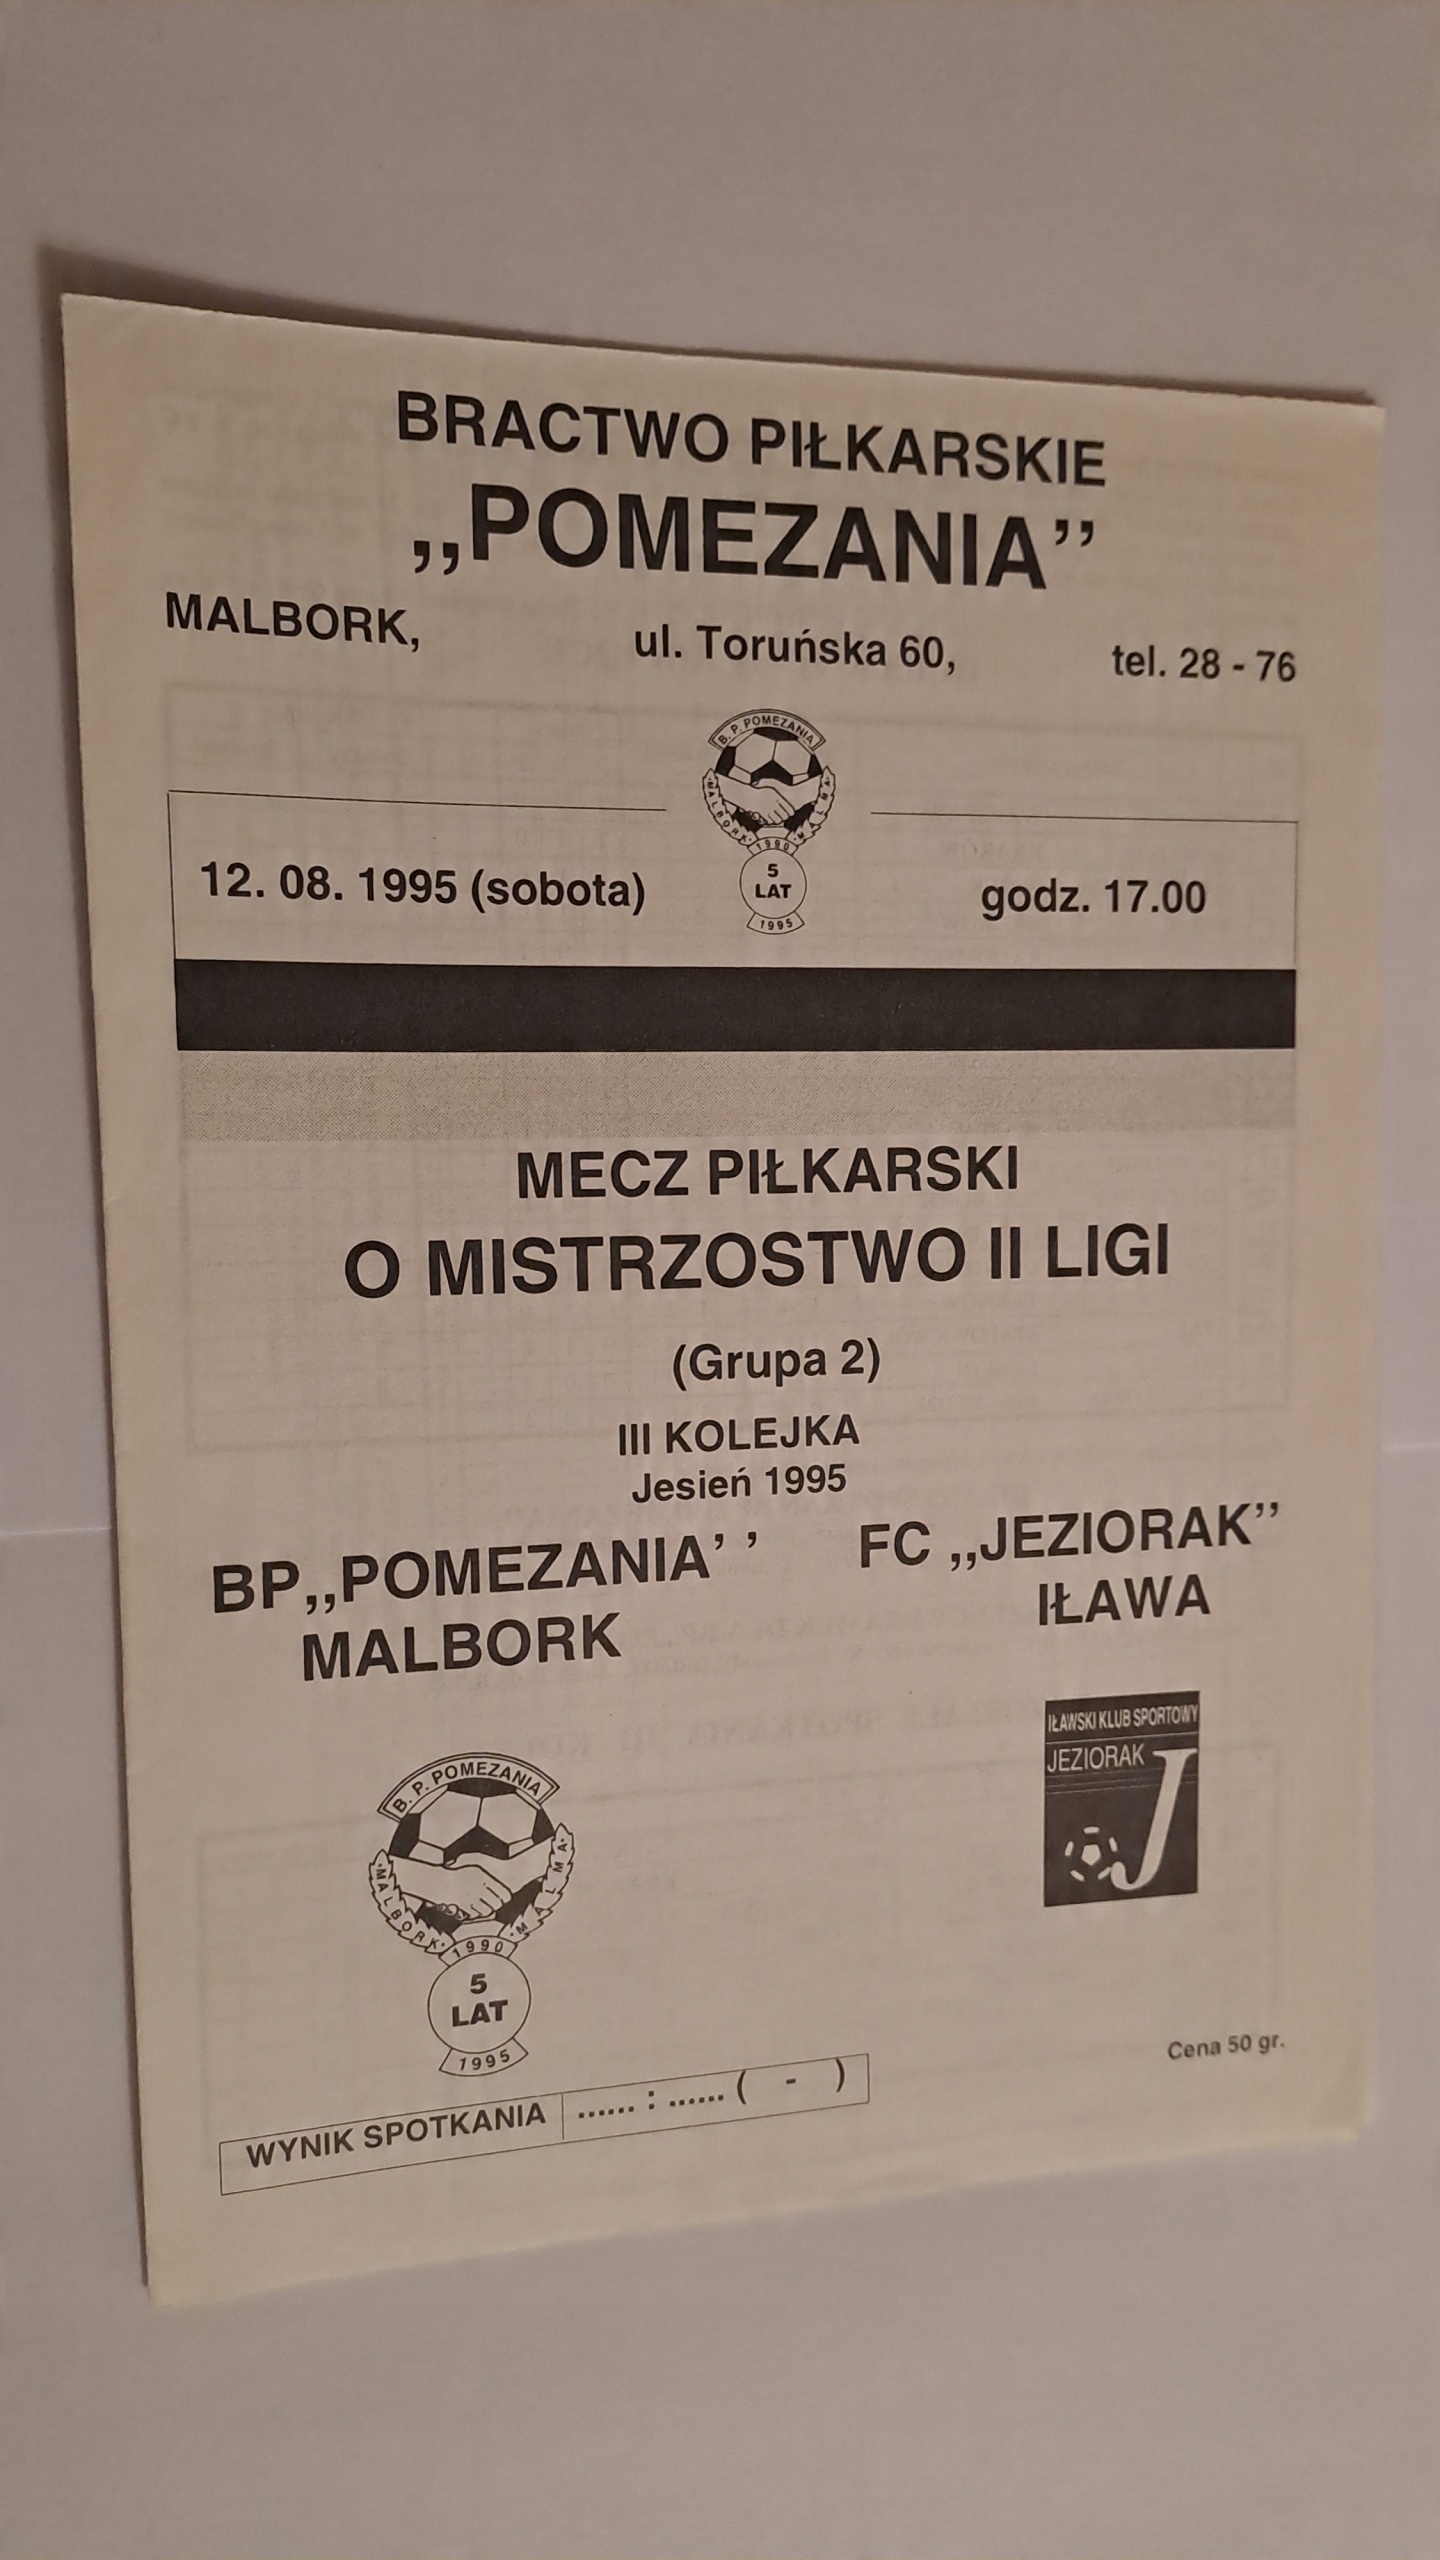 BRACTWO PIŁKARSKIE
,,POMEZANIA’’
MALBORK, ul. Toruńska 60, tel. 28 - 76
B. P. POMEZANIA
MALBORK MALMA
1990
5
LAT
1995
12. 08. 1995 (sobota) godz. 17.00
MECZ PIŁKARSKI
O MISTRZOSTWO II LIGI
(Grupa 2)
III KOLEJKA
Jesień 1995
BP,,POMEZANIA’ ’ FC ,,JEZIORAK’’
MALBORK IŁAWA
IŁAWSKI KLUB SPORTOWY
JEZIORAK
J
B. P. POMEZANIA
MALBORK MALMA
1990
5
LAT
1995
Cena 50 gr.
WYNIK SPOTKANIA ...... : ...... ( - )